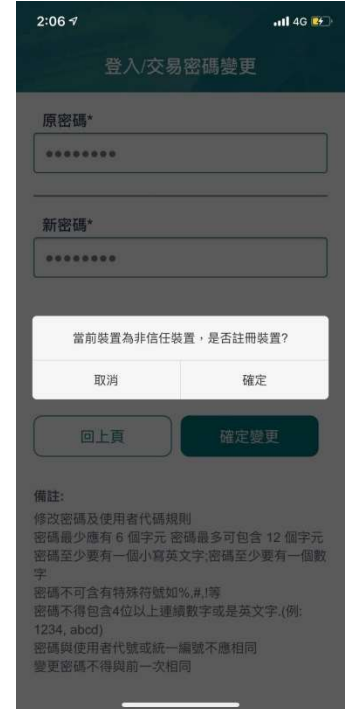 2:06
4G
登入/交易密碼變更
原密碼*
新密碼*
當前裝置為非信任裝置，是否註冊裝置?
取消
確定
回上頁
確定變更
備註:
修改密碼及使用者代碼規則
密碼最少應有 6 個字元 密碼最多可包含 12 個字元
密碼至少要有一個小寫英文字;密碼至少要有一個數
字
密碼不可含有特殊符號如%,#,!等
密碼不得包含4位以上連續數字或是英文字.(例:
1234, abcd)
密碼與使用者代號或統一編號不應相同
變更密碼不得與前一次相同